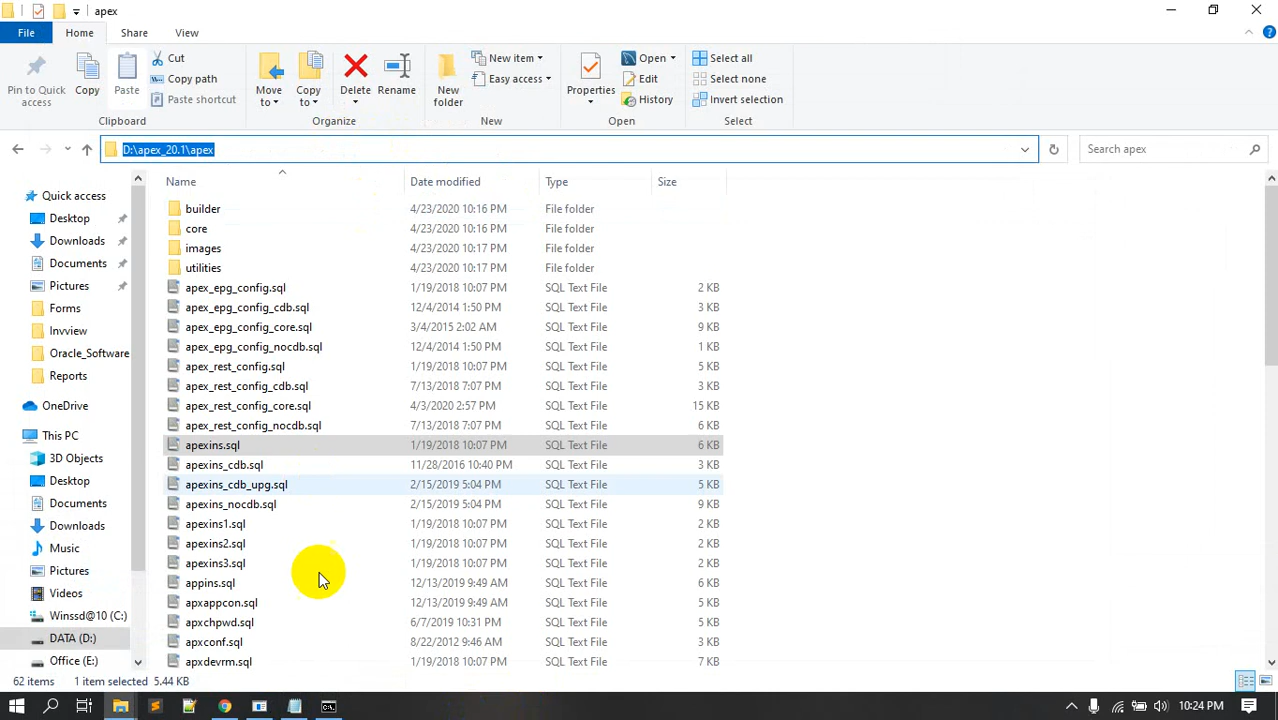 apex
File Home Share View
Pin to Quick access
Copy
Paste
Cut
Copy path
Paste shortcut
Clipboard
Move to
Copy to
Delete
Rename
Organize
New folder
New item
Easy access
New
Properties
Open
Edit
History
Open
Select all
Select none
Invert selection
Select
D:\apex_20.1\apex
Search apex
Quick access
Desktop
Downloads
Documents
Pictures
Forms
Invview
Oracle_Software
Reports
OneDrive
This PC
3D Objects
Desktop
Documents
Downloads
Music
Pictures
Videos
Winssd@10 (C:)
DATA (D:)
Office (E:)
Name Date modified Type Size
builder 4/23/2020 10:16 PM File folder
core 4/23/2020 10:16 PM File folder
images 4/23/2020 10:17 PM File folder
utilities 4/23/2020 10:17 PM File folder
apex_epg_config.sql 1/19/2018 10:07 PM SQL Text File 2 KB
apex_epg_config_cdb.sql 12/4/2014 1:50 PM SQL Text File 3 KB
apex_epg_config_core.sql 3/4/2015 2:02 AM SQL Text File 9 KB
apex_epg_config_nocdb.sql 12/4/2014 1:50 PM SQL Text File 1 KB
apex_rest_config.sql 1/19/2018 10:07 PM SQL Text File 5 KB
apex_rest_config_cdb.sql 7/13/2018 7:07 PM SQL Text File 3 KB
apex_rest_config_core.sql 4/3/2020 2:57 PM SQL Text File 15 KB
apex_rest_config_nocdb.sql 7/13/2018 7:07 PM SQL Text File 6 KB
apexins.sql 1/19/2018 10:07 PM SQL Text File 6 KB
apexins_cdb.sql 11/28/2016 10:40 PM SQL Text File 3 KB
apexins_cdb_upg.sql 2/15/2019 5:04 PM SQL Text File 5 KB
apexins_nocdb.sql 2/15/2019 5:04 PM SQL Text File 9 KB
apexins1.sql 1/19/2018 10:07 PM SQL Text File 2 KB
apexins2.sql 1/19/2018 10:07 PM SQL Text File 2 KB
apexins3.sql 1/19/2018 10:07 PM SQL Text File 2 KB
appins.sql 12/13/2019 9:49 AM SQL Text File 6 KB
apxappcon.sql 12/13/2019 9:49 AM SQL Text File 5 KB
apxchpwd.sql 6/7/2019 10:31 PM SQL Text File 5 KB
apxconf.sql 8/22/2012 9:46 AM SQL Text File 3 KB
apxdevrm.sql 1/19/2018 10:07 PM SQL Text File 7 KB
62 items 1 item selected 5.44 KB
10:24 PM